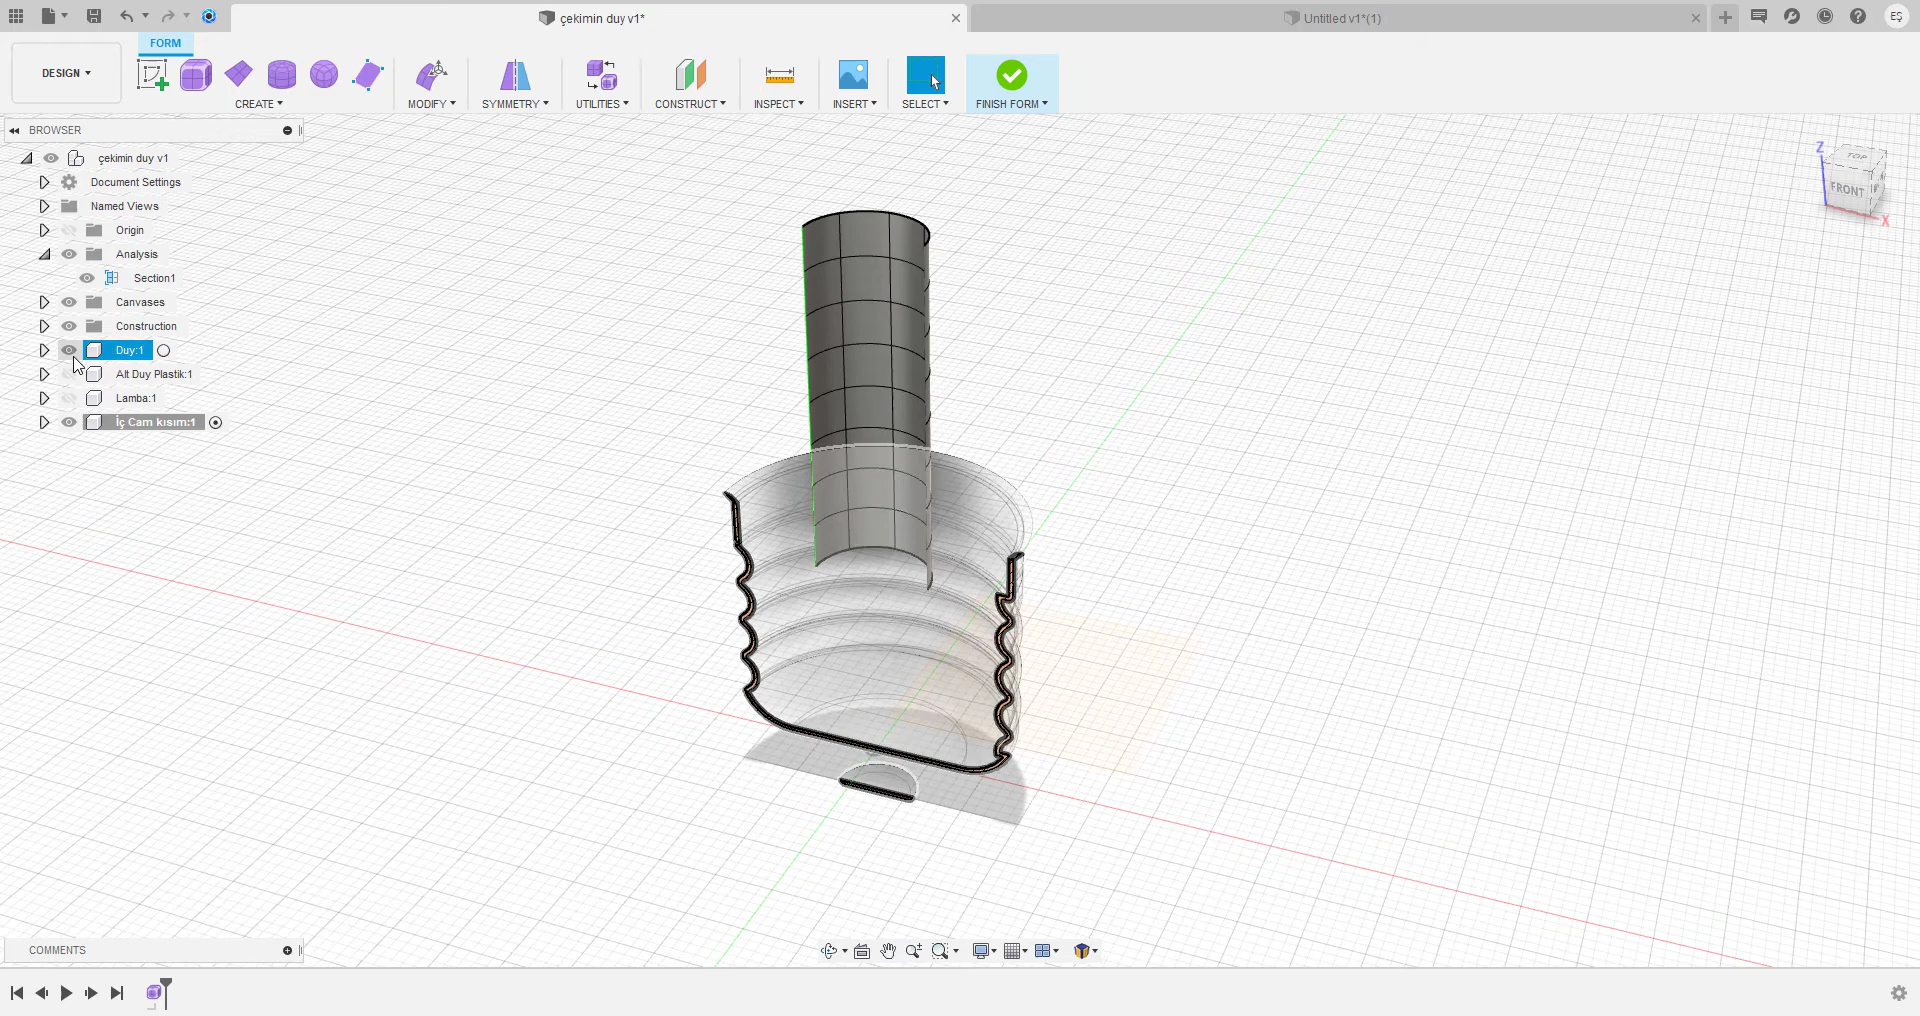 çekimin duy v1*
Untitled v1*(1)
EŞ
FORM
DESIGN
CREATE
MODIFY
SYMMETRY
UTILITIES
CONSTRUCT
INSPECT
INSERT
SELECT
FINISH FORM
BROWSER
çekimin duy v1
Document Settings
Named Views
Origin
Analysis
Section1
Canvases
Construction
Duy:1
Alt Duy Plastik:1
Lamba:1
İç Cam kısım:1
Z
TOP
FRONT
X
COMMENTS